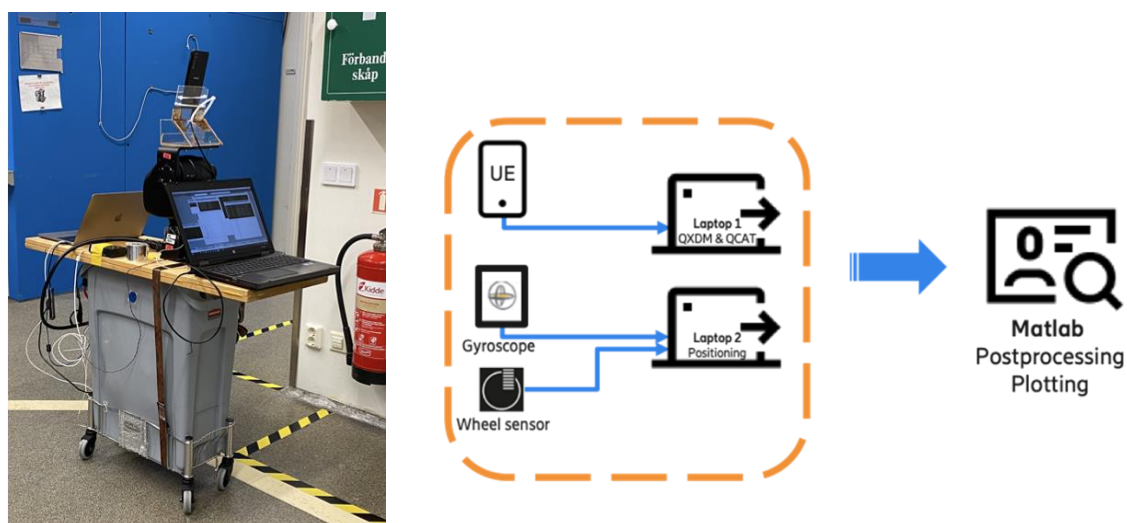 Förband
skåp
Kidde
UE
Laptop 1
QXDM & QCAT
Gyroscope
Laptop 2
Positioning
Wheel sensor
Matlab
Postprocessing
Plotting